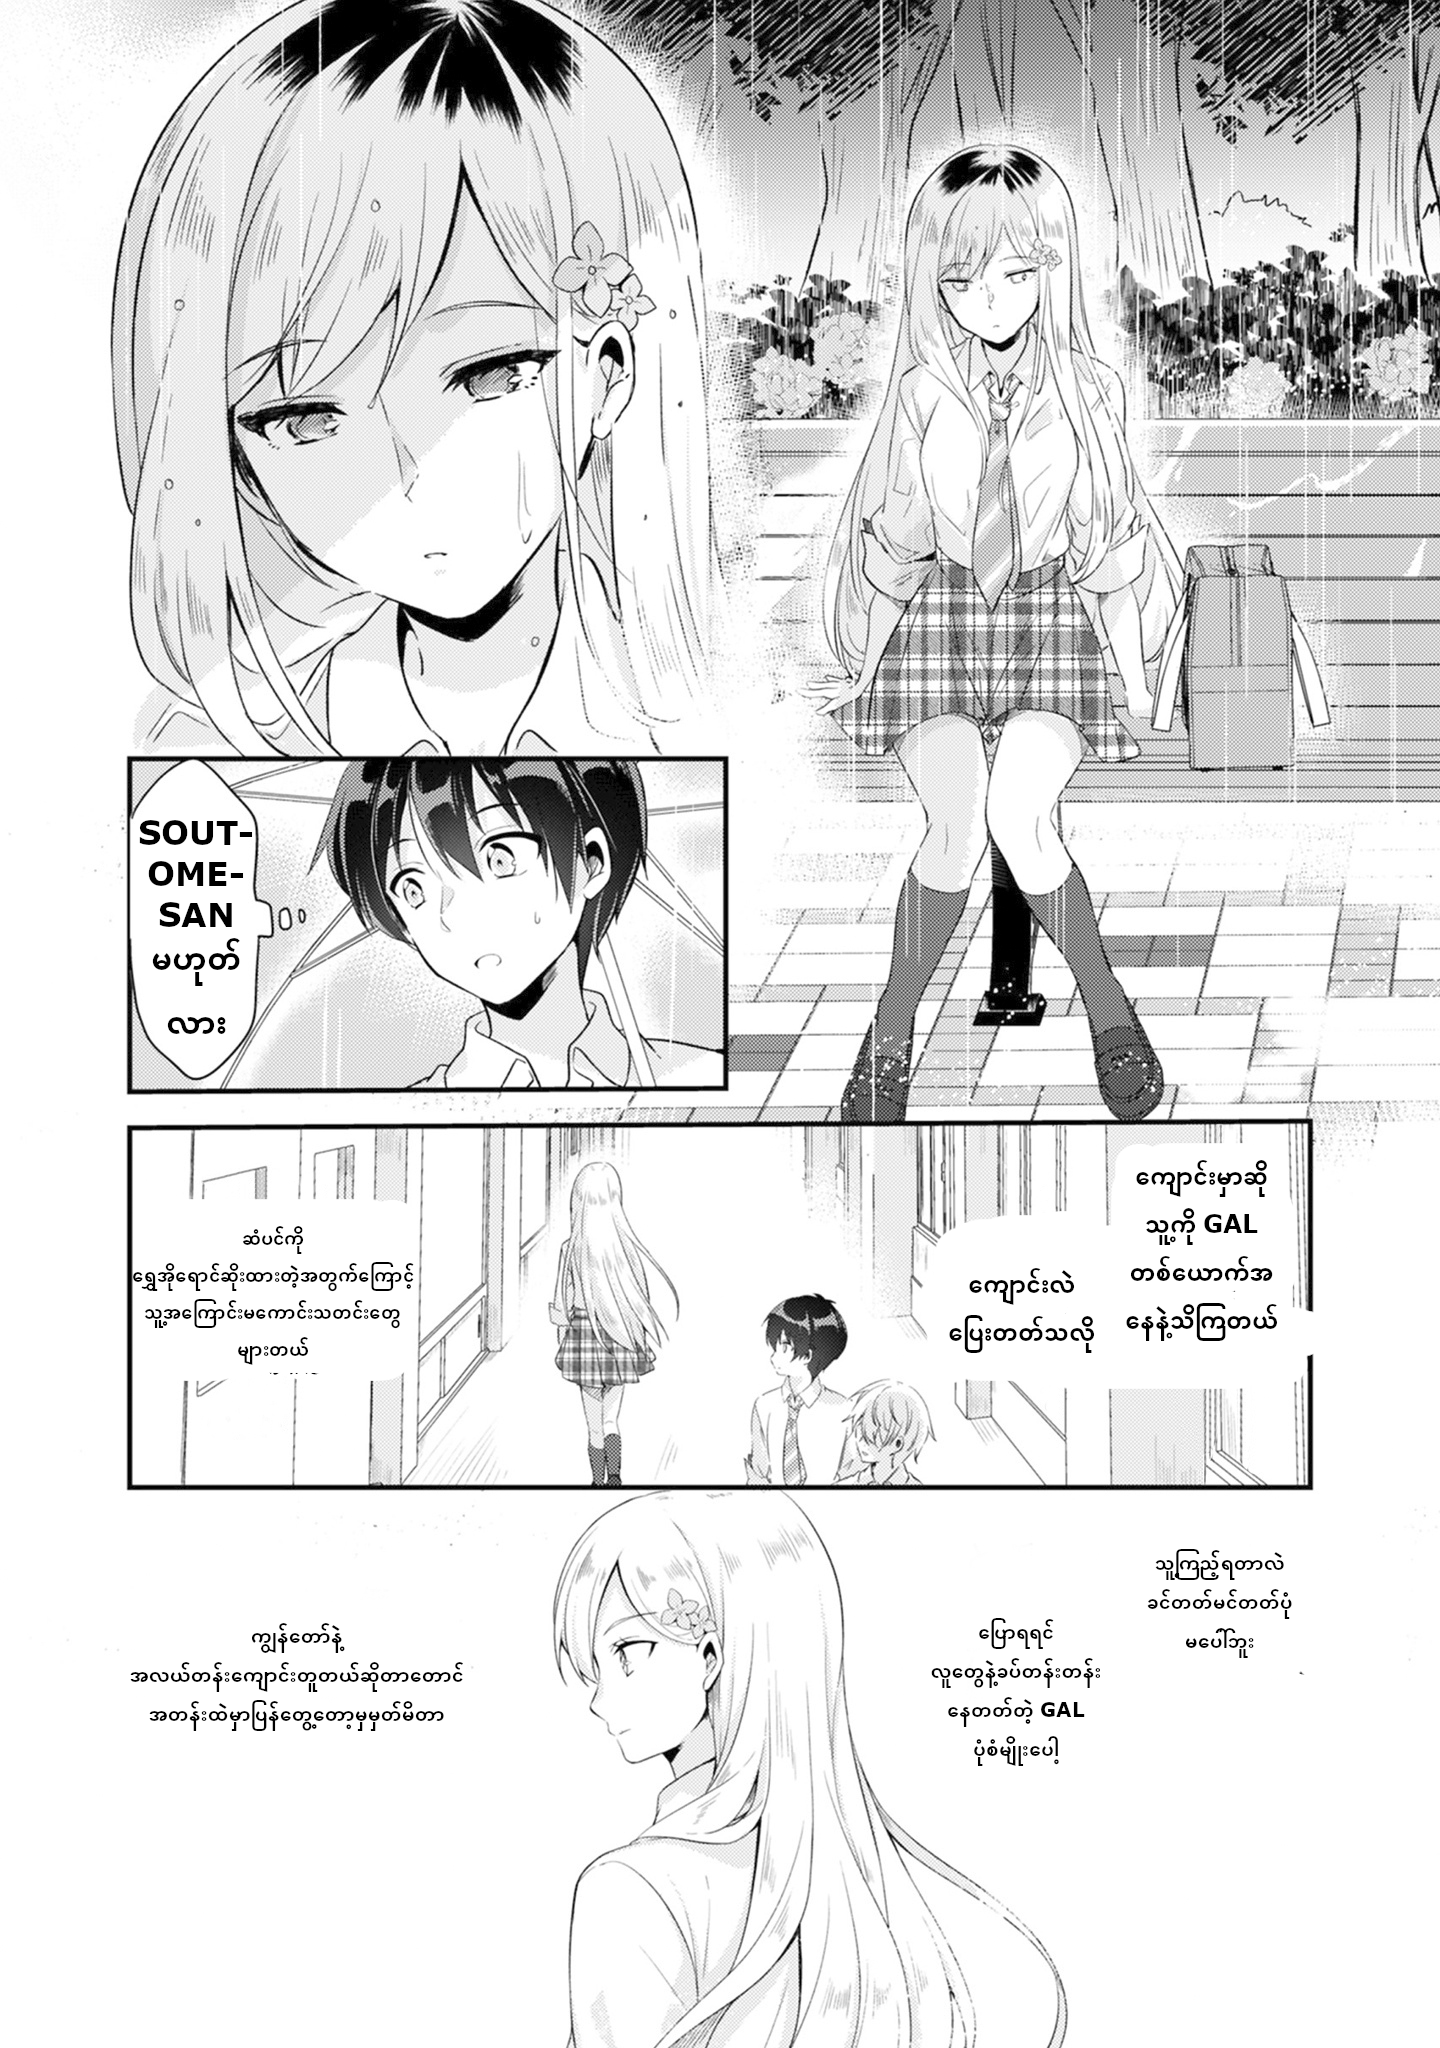 SOUT-
OME-
SAN
မဟုတ်
လား
ကျောင်းမှာဆို
သူ့ကို GAL
တစ်ယောက်အ
နေနဲ့သိကြတယ်
ကျောင်းလဲ
ပြေးတတ်သလို
ဆံပင်ကို
ရွှေအိုရောင်ဆိုးထားတဲ့အတွက်ကြောင့်
သူ့အကြောင်းမကောင်းသတင်းတွေ
များတယ်
သူ့ကြည့်ရတာလဲ
ခင်တတ်မင်တတ်ပုံ
မပေါ်ဘူး
ပြောရရင်
လူတွေနဲ့ခပ်တန်းတန်း
နေတတ်တဲ့ GAL
ပုံစံမျိုးပေါ့
ကျွန်တော်နဲ့
အလယ်တန်းကျောင်းတူတယ်ဆိုတာတောင်
အတန်းထဲမှာပြန်တွေ့တော့မှမှတ်မိတာ